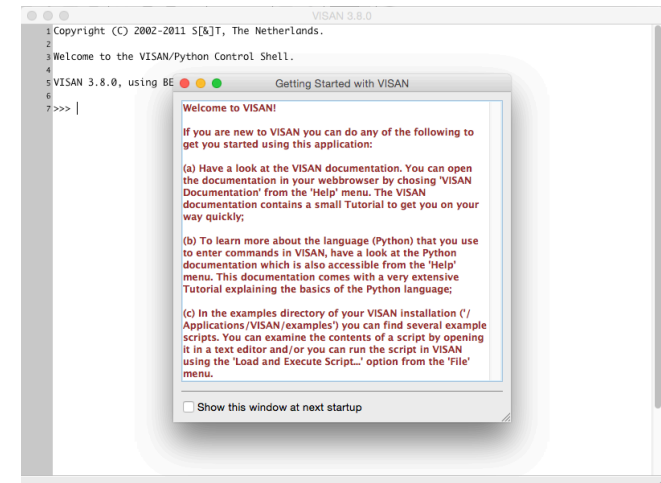 VISAN 3.8.0
1 Copyright (C) 2002-2011 S[&]T, The Netherlands.
2
3 Welcome to the VISAN/Python Control Shell.
4
5 VISAN 3.8.0, using BE
6
7 >>>
Getting Started with VISAN
Welcome to VISAN!
If you are new to VISAN you can do any of the following to
get you started using this application:
(a) Have a look at the VISAN documentation. You can open
the documentation in your webbrowser by chosing 'VISAN
Documentation' from the 'Help' menu. The VISAN
documentation contains a small Tutorial to get you on your
way quickly;
(b) To learn more about the language (Python) that you use
to enter commands in VISAN, have a look at the Python
documentation which is also accessible from the 'Help'
menu. This documentation comes with a very extensive
Tutorial explaining the basics of the Python language;
(c) In the examples directory of your VISAN installation ('/
Applications/VISAN/examples') you can find several example
scripts. You can examine the contents of a script by opening
it in a text editor and/or you can run the script in VISAN
using the 'Load and Execute Script...' option from the 'File'
menu.
Show this window at next startup